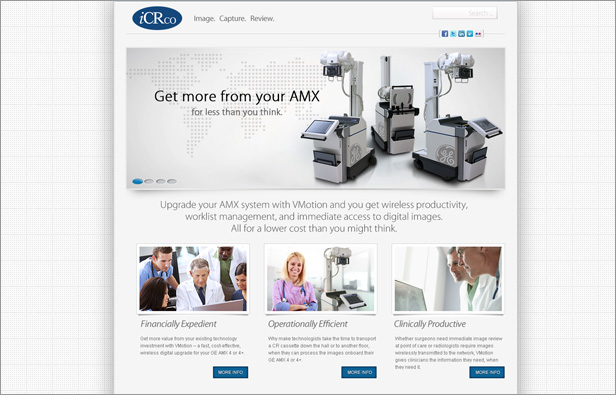 iCRco
Image. Capture. Review.
Search ...
Get more from your AMX
for less than you think.
Upgrade your AMX system with VMotion and you get wireless productivity,
worklist management, and immediate access to digital images.
All for a lower cost than you might think.
Financially Expedient
Operationally Efficient
Clinically Productive
Get more value from your existing technology
investment with VMotion – a fast, cost-effective,
wireless digital upgrade for your GE AMX 4 or 4+.
MORE INFO
Why make technologists take the time to transport
a CR cassette down the hall or to another floor,
when they can process the images onboard their
GE AMX 4 or 4+.
MORE INFO
Whether surgeons need immediate image review
at point of care or radiologists require images
wirelessly transmitted to the network, VMotion
gives clinicians the information they need, when
they need it.
MORE INFO